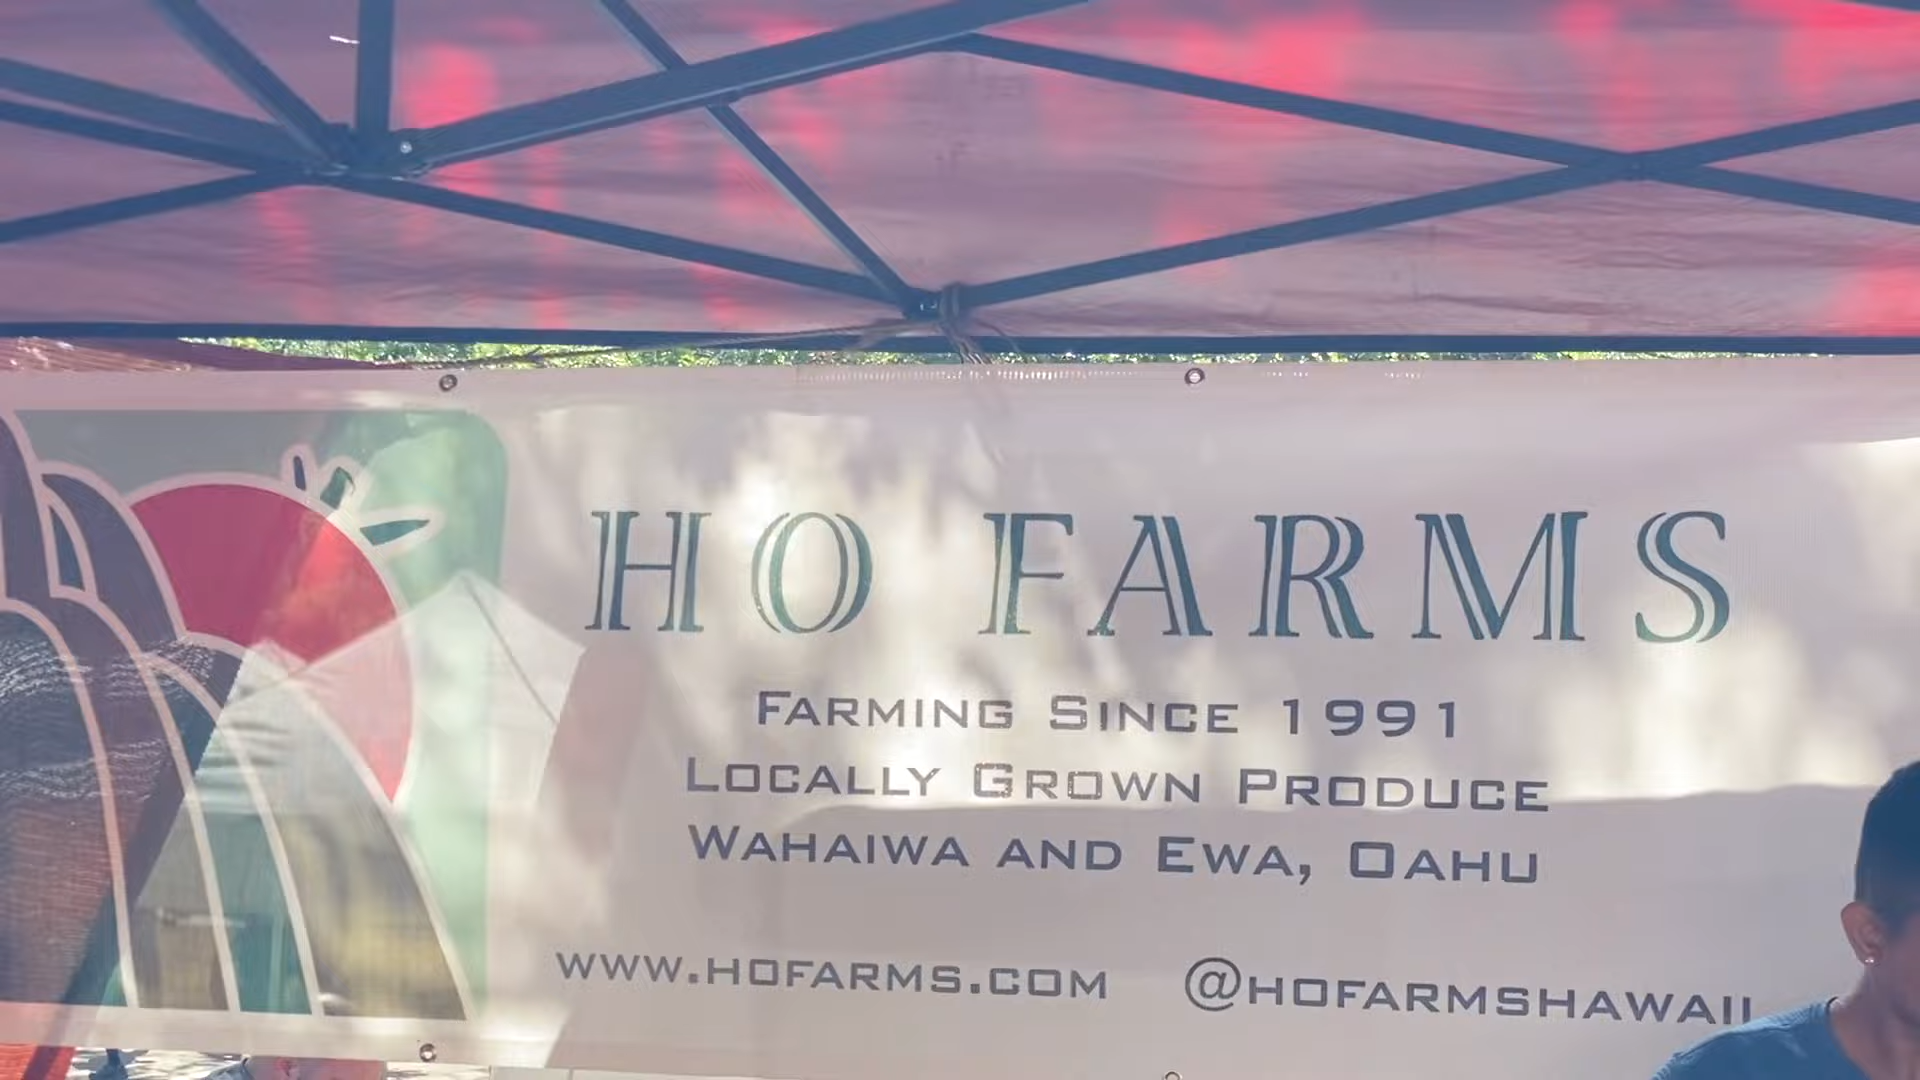 HO FARMS
FARMING SINCE 1991
LOCALLY GROWN PRODUCE
WAHAIWA AND EWA, OAHU
WWW.HOFARMS.COM @HOFARMSHAWAII